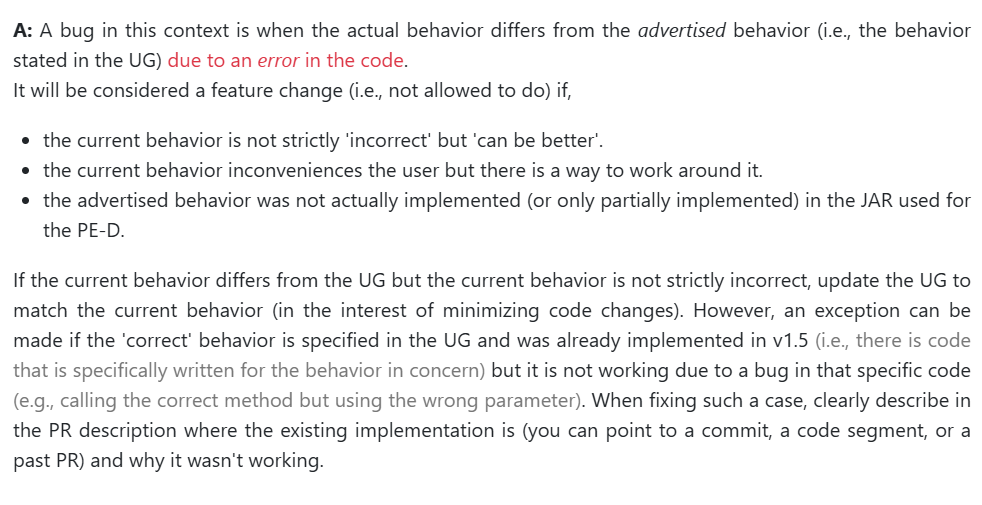 A: A bug in this context is when the actual behavior differs from the advertised behavior (i.e., the behavior
stated in the UG) due to an error in the code.
It will be considered a feature change (i.e., not allowed to do) if,
• the current behavior is not strictly 'incorrect' but 'can be better'.
• the current behavior inconveniences the user but there is a way to work around it.
• the advertised behavior was not actually implemented (or only partially implemented) in the JAR used for
the PE-D.
If the current behavior differs from the UG but the current behavior is not strictly incorrect, update the UG to
match the current behavior (in the interest of minimizing code changes). However, an exception can be
made if the 'correct' behavior is specified in the UG and was already implemented in v1.5 (i.e., there is code
that is specifically written for the behavior in concern) but it is not working due to a bug in that specific code
(e.g., calling the correct method but using the wrong parameter). When fixing such a case, clearly describe in
the PR description where the existing implementation is (you can point to a commit, a code segment, or a
past PR) and why it wasn't working.